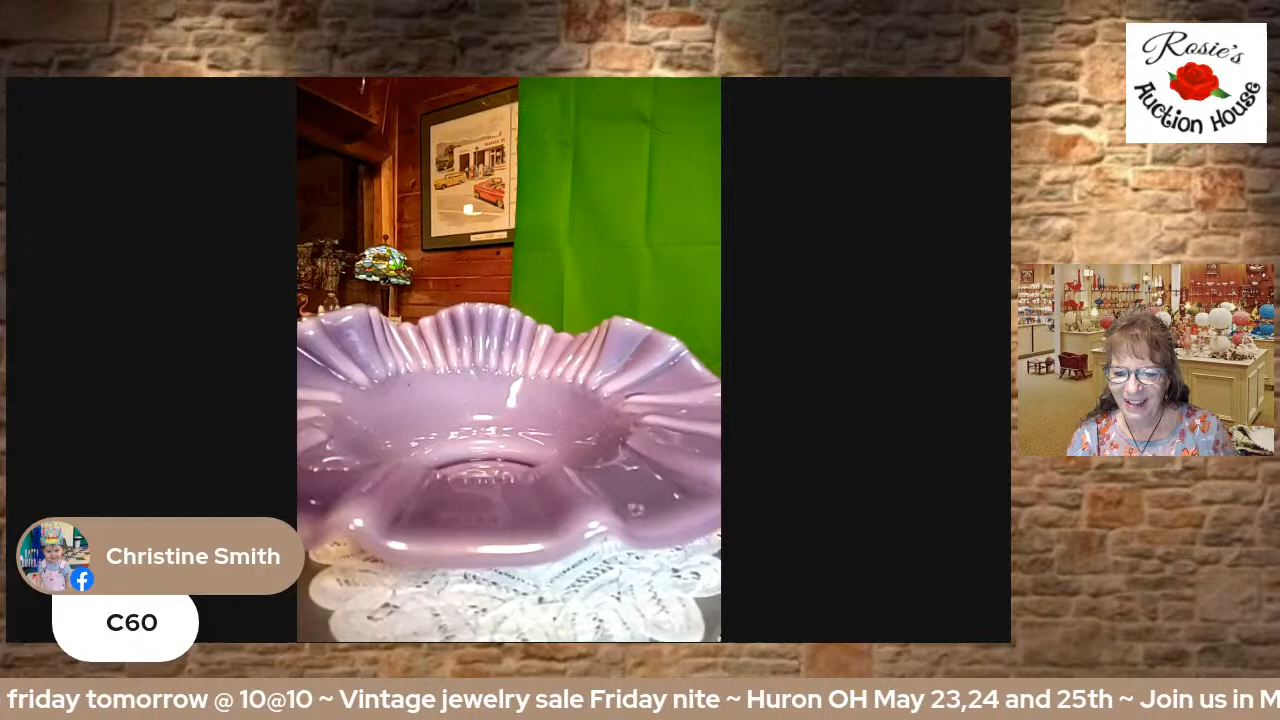 Rosie's
Auction House
Christine Smith
C60
friday tomorrow @ 10@10 ~ Vintage jewelry sale Friday nite ~ Huron OH May 23,24 and 25th ~ Join us in M